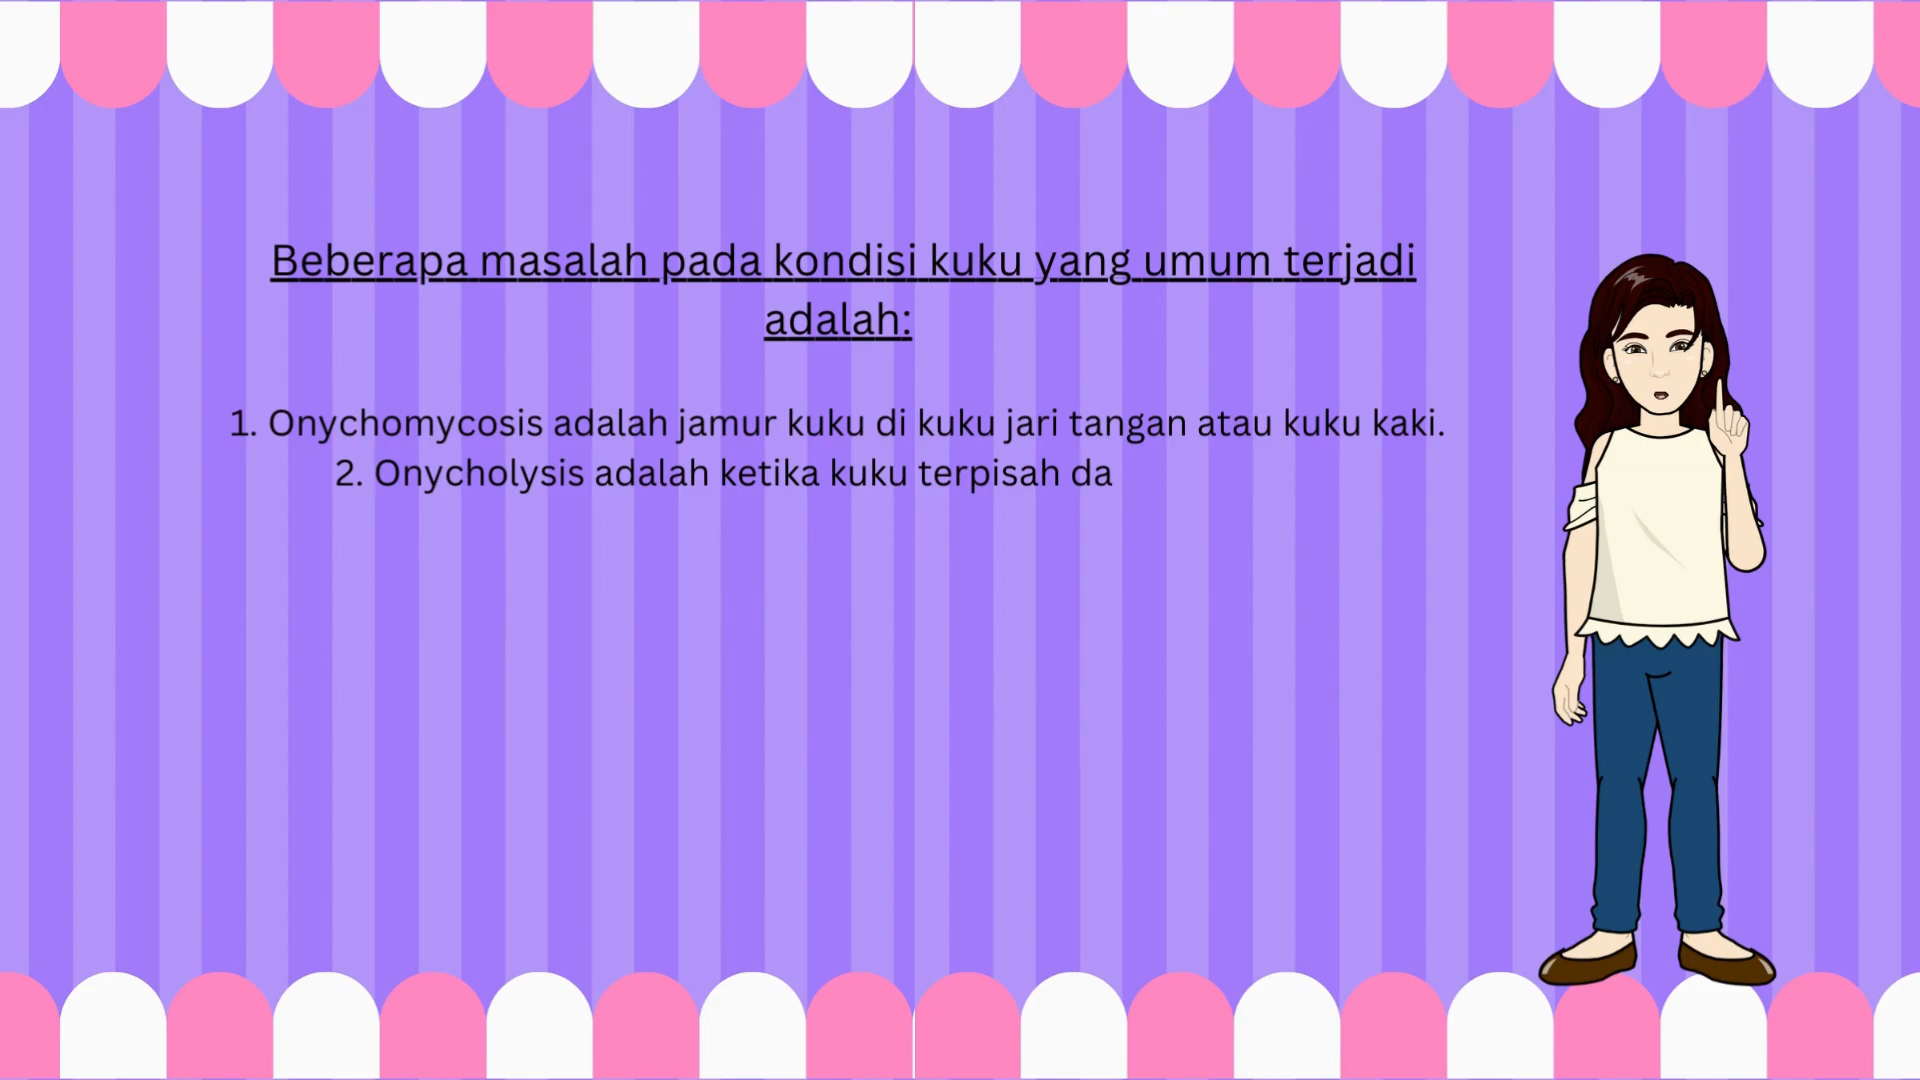 Beberapa masalah pada kondisi kuku yang umum terjadi
adalah:
1. Onychomycosis adalah jamur kuku di kuku jari tangan atau kuku kaki.
2. Onycholysis adalah ketika kuku terpisah da